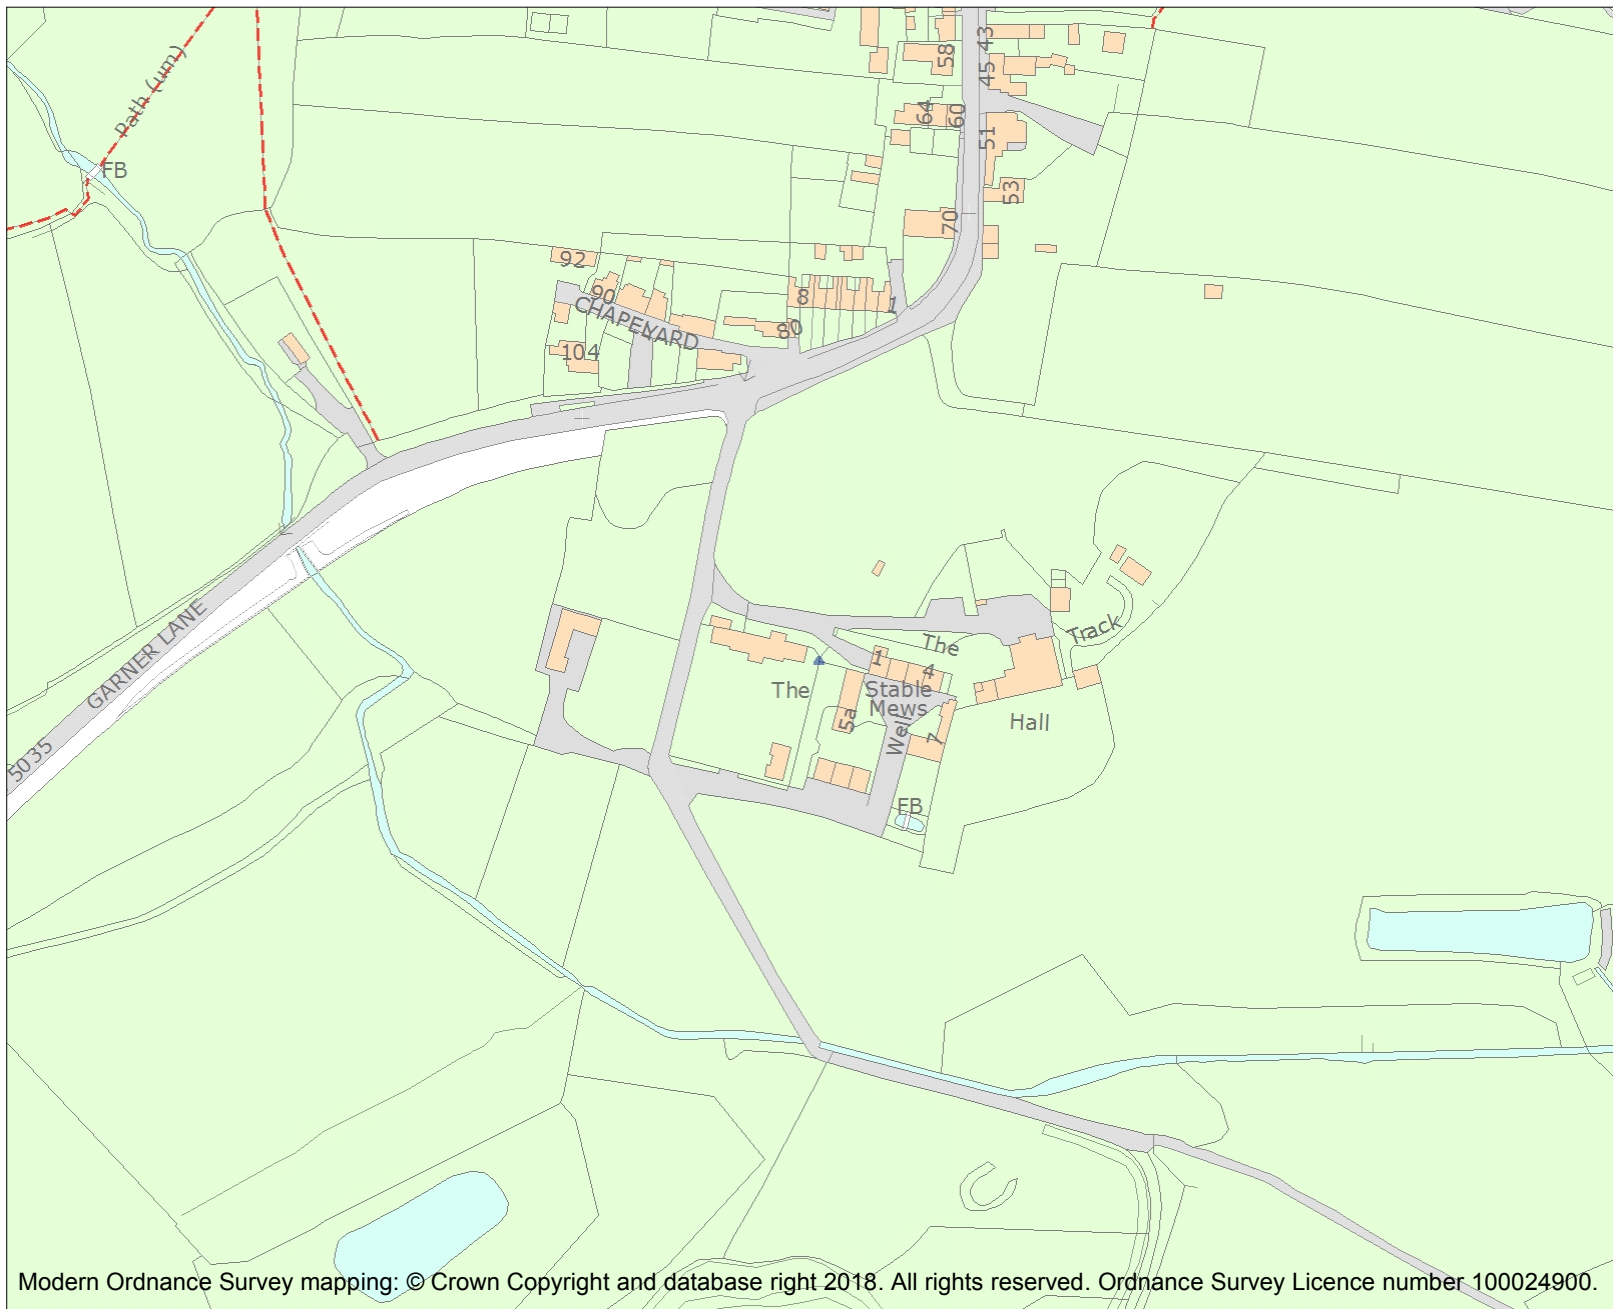 43
58
45
Path (um)
64
60
51
FB
53
70
92
90
8
1
CHAPELYARD
80
104
GARNER LANE
5035
The
Track
1
4
The
Stable
Mews
5a
Well
7
Hall
FB
Modern Ordnance Survey mapping: © Crown Copyright and database right 2018. All rights reserved. Ordnance Survey Licence number 100024900.